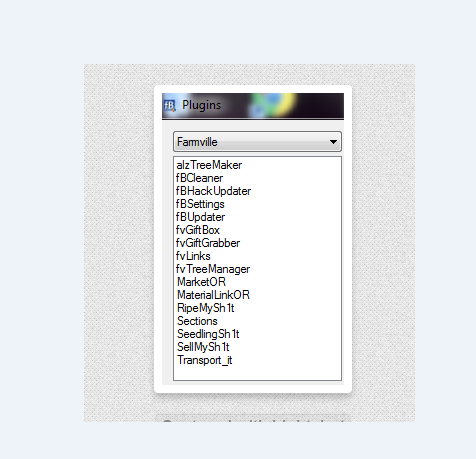 fB Plugins
Farmville
alzTreeMaker
fBCleaner
fBHackUpdater
fBSettings
fBUpdater
fvGiftBox
fvGiftGrabber
fvLinks
fvTreeManager
MarketOR
MaterialLinkOR
RipeMySh1t
Sections
SeedlingSh1t
SellMySh1t
Transport_it